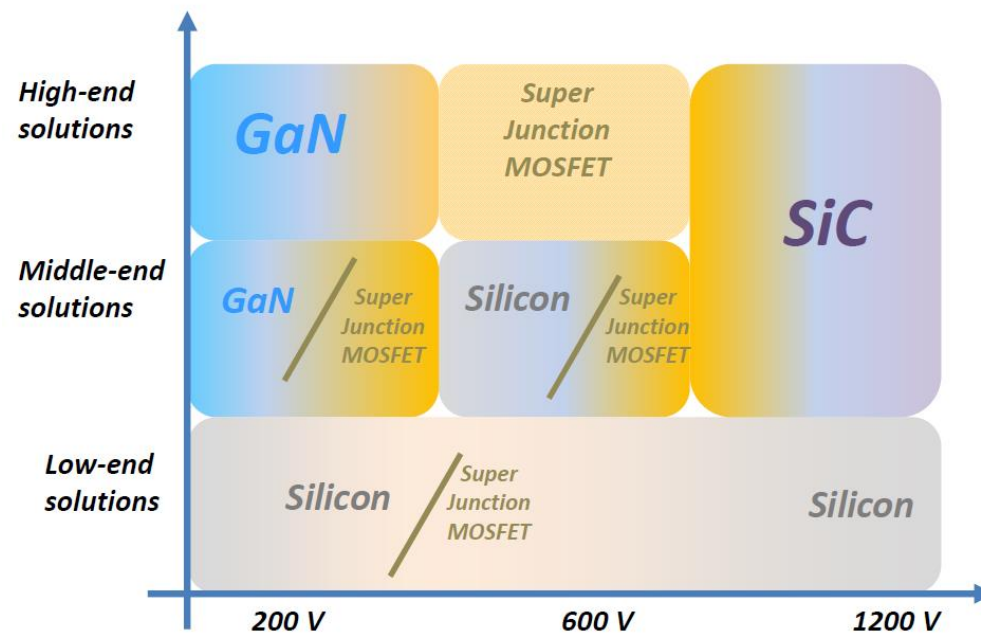 High-end
solutions
GaN
Super
Junction
MOSFET
SiC
Middle-end
solutions
GaN
Super
Junction
MOSFET
Silicon
Super
Junction
MOSFET
Low-end
solutions
Silicon
Super
Junction
MOSFET
Silicon
200 V
600 V
1200 V